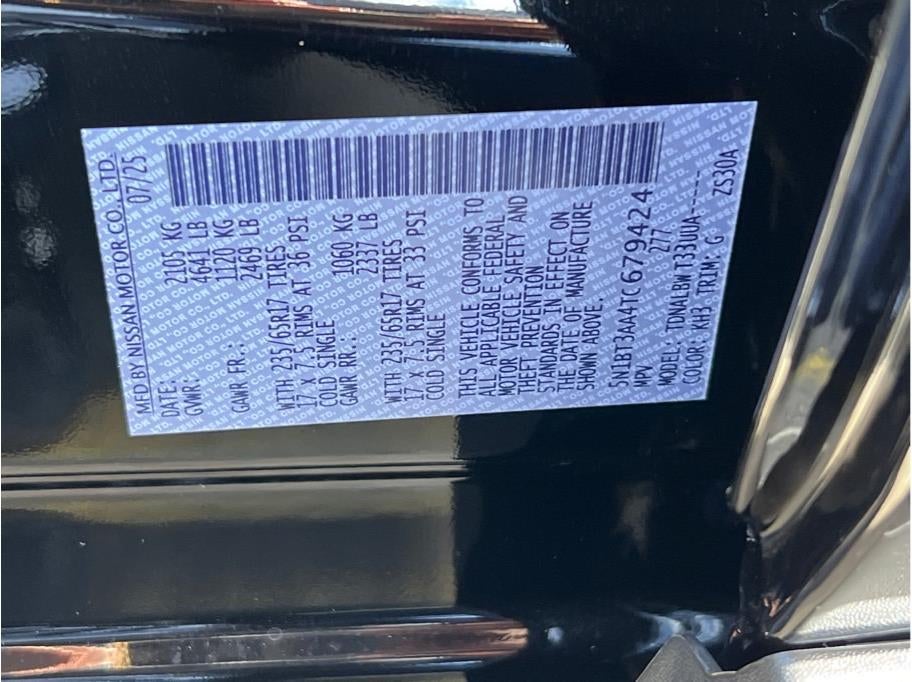 MFD BY NISSAN MOTOR CO., LTD.
DATE: 07/25
GVWR: 2105 KG
4641 LB
GAWR FR.: 1120 KG
2469 LB
WITH 235/65R17 TIRES
17 X 7.5 RIMS AT 36 PSI
COLD SINGLE
GAWR RR.: 1060 KG
2337 LB
WITH 235/65R17 TIRES
17 X 7.5 RIMS AT 33 PSI
COLD SINGLE
THIS VEHICLE CONFORMS TO
ALL APPLICABLE FEDERAL
MOTOR VEHICLE SAFETY AND
THEFT PREVENTION
STANDARDS IN EFFECT ON
THE DATE OF MANUFACTURE
SHOWN ABOVE.
5N1BT3AA4TC679424
MPV 277
MODEL: TDNALBW T33UUA-----
COLOR: KH3 TRIM: G ZS30A